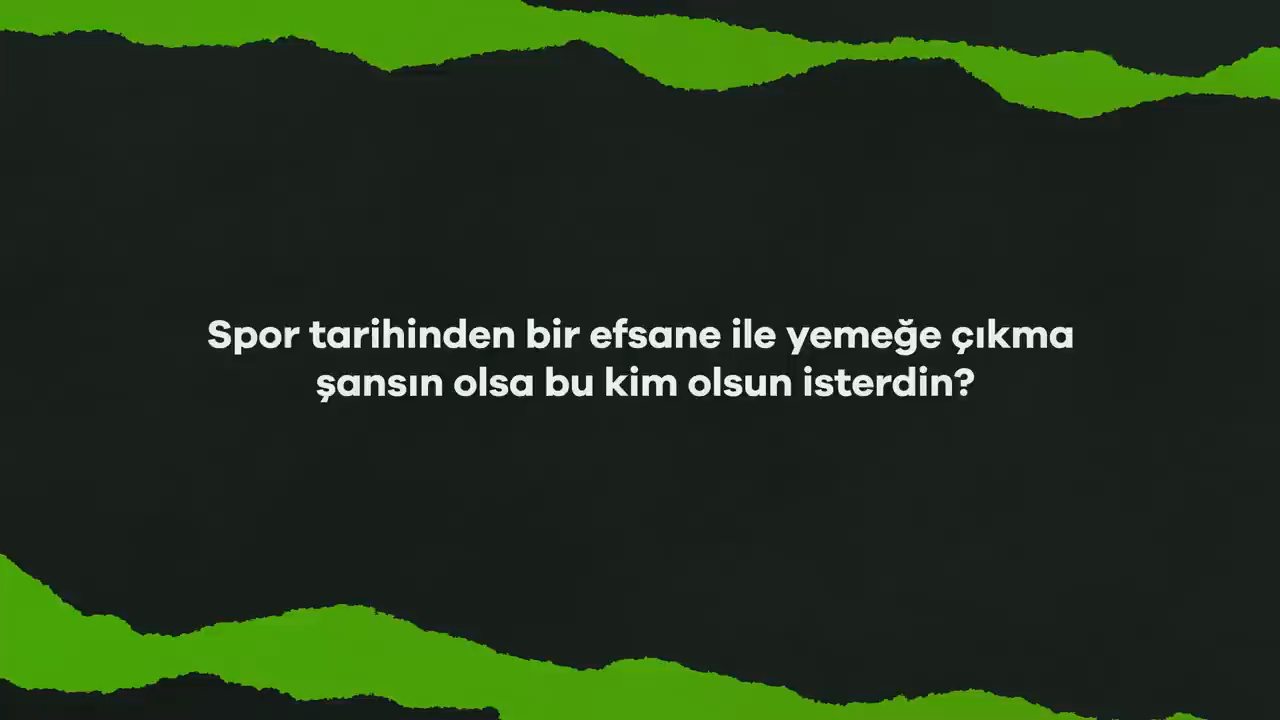 Spor tarihinden bir efsane ile yemeğe çıkma
şansın olsa bu kim olsun isterdin?